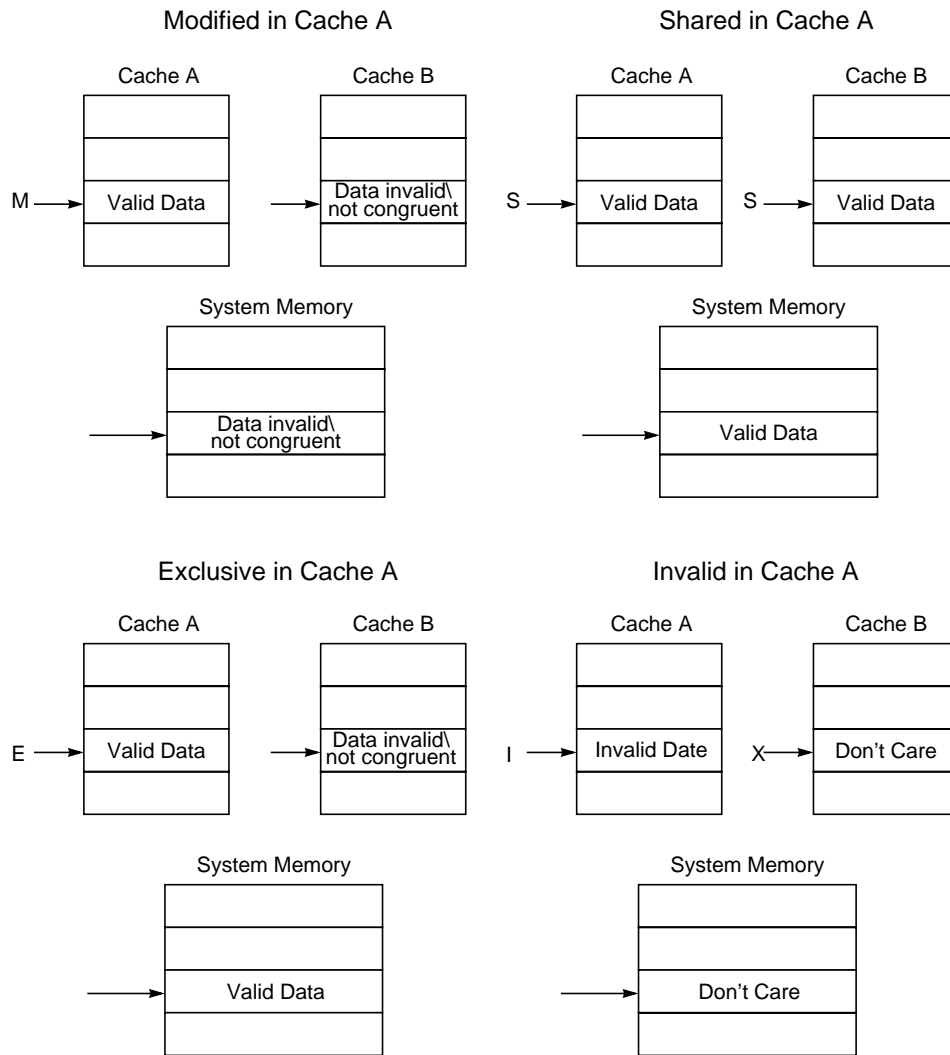 Modified in Cache A
Cache A
Cache B
M
Valid Data
Data invalid\
not congruent
System Memory
Data invalid\
not congruent
Shared in Cache A
Cache A
Cache B
S
Valid Data
S
Valid Data
System Memory
Valid Data
Exclusive in Cache A
Cache A
Cache B
E
Valid Data
Data invalid\
not congruent
System Memory
Valid Data
Invalid in Cache A
Cache A
Cache B
I
Invalid Date
X
Don't Care
System Memory
Don't Care